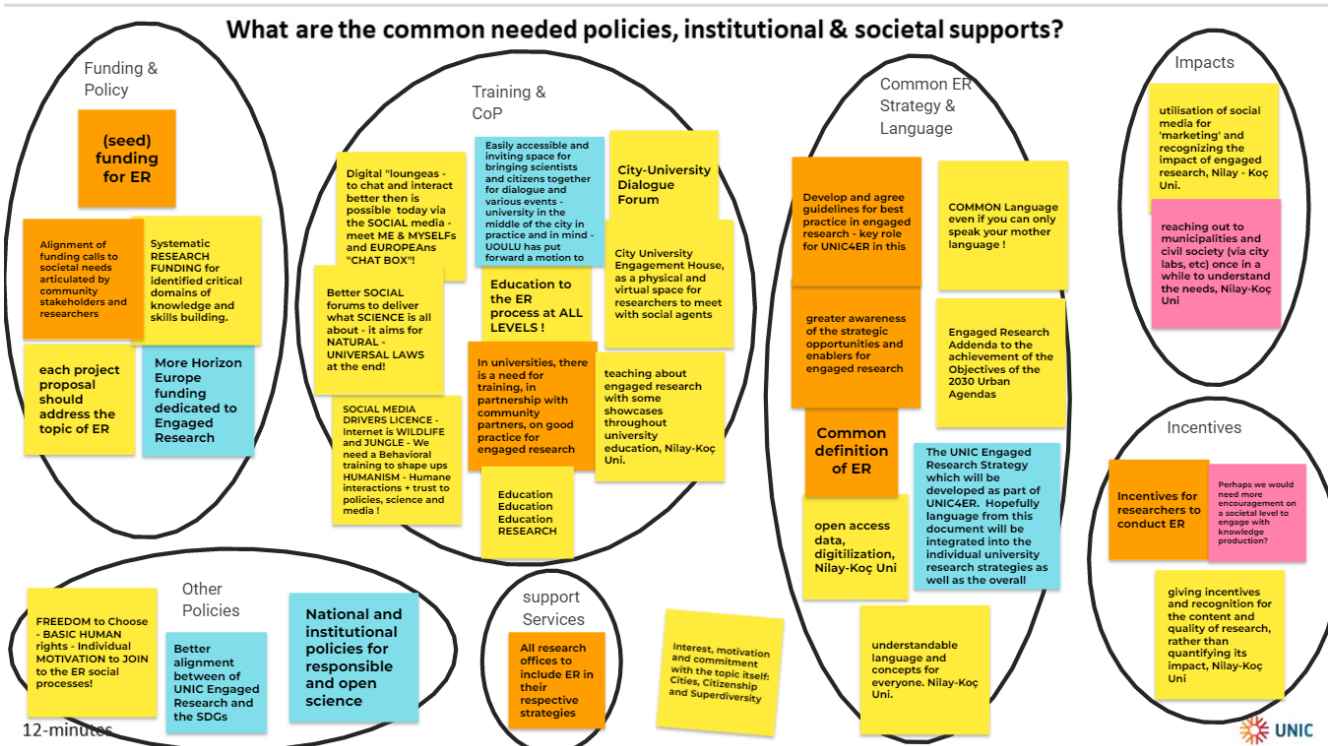 What are the common needed policies, institutional & societal supports?
Funding &
Policy
(seed)
funding
for ER
Alignment of
funding calls to
societal needs
articulated by
community
stakeholders and
researchers
Systematic
RESEARCH
FUNDING for
identified critical
domains of
knowledge and
skills building.
each project
proposal
should
address the
topic of ER
More Horizon
Europe
funding
dedicated to
Engaged
Research
Training &
CoP
Digital "loungeas -
to chat and interact
better then is
possible today via
the SOCIAL media -
meet ME & MYSELFs
and EUROPEAns
"CHAT BOX"!
Easily accessible and
inviting space for
bringing scientists
and citizens together
for dialogue and
various events -
university in the
middle of the city in
practice and in mind -
UOULU has put
forward a motion to
City-University
Dialogue
Forum
Better SOCIAL
forums to deliver
what SCIENCE is all
about - it aims for
NATURAL -
UNIVERSAL LAWS
at the end!
Education to
the ER
process at ALL
LEVELS !
City University
Engagement House,
as a physical and
virtual space for
researchers to meet
with social agents
SOCIAL MEDIA
DRIVERS LICENCE -
Internet is WILDLIFE
and JUNGLE - We
need a Behavioral
training to shape ups
HUMANISM - Humane
interactions + trust to
policies, science and
media !
In universities, there
is a need for
training, in
partnership with
community
partners, on good
practice for
engaged research
teaching about
engaged research
with some
showcases
throughout
university
education, Nilay-Koç
Uni.
Education
Education
Education
RESEARCH
Common ER
Strategy &
Language
Develop and agree
guidelines for best
practice in engaged
research - key role
for UNIC4ER in this
COMMON Language
even if you can only
speak your mother
language !
greater awareness
of the strategic
opportunities and
enablers for
engaged research
Engaged Research
Addenda to the
achievement of the
Objectives of the
2030 Urban
Agendas
Common
definition
of ER
The UNIC Engaged
Research Strategy
which will be
developed as part of
UNIC4ER. Hopefully
language from this
document will be
integrated into the
individual university
research strategies as
well as the overall
open access
data,
digitilization,
Nilay-Koç Uni
understandable
language and
concepts for
everyone. Nilay-Koç
Uni.
Impacts
utilisation of social
media for
'marketing' and
recognizing the
impact of engaged
research, Nilay - Koç
Uni.
reaching out to
municipalities and
civil society (via city
labs, etc) once in a
while to understand
the needs, Nilay-Koç
Uni
Incentives
Incentives for
researchers to
conduct ER
Perhaps we would
need more
encouragement on
a societal level to
engage with
knowledge
production?
giving incentives
and recognition for
the content and
quality of research,
rather than
quantifying its
impact, Nilay-Koç
Uni
Other
Policies
FREEDOM to Choose
- BASIC HUMAN
rights - Individual
MOTIVATION to JOIN
to the ER social
processes!
Better
alignment
between of
UNIC Engaged
Research and
the SDGs
National and
institutional
policies for
responsible
and open
science
support
Services
All research
offices to
include ER in
their
respective
strategies
Interest, motivation
and commitment
with the topic itself:
Cities, Citizenship
and Superdiversity
12-minutes
UNIC